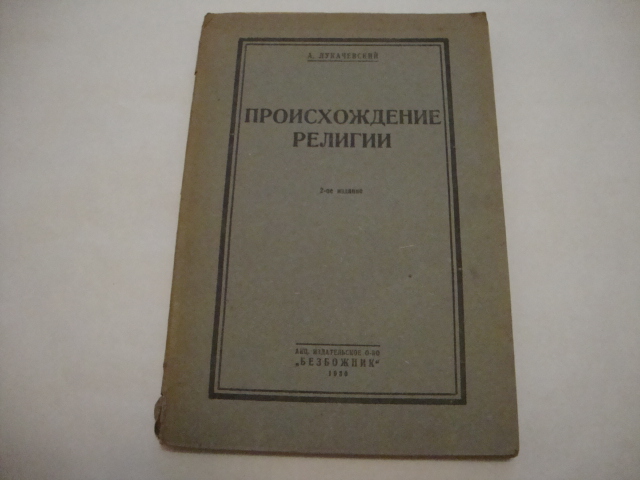 А. ЛУКАЧЕВСКИЙ
ПРОИСХОЖДЕНИЕ
РЕЛИГИИ
2-ое издание
АКЦ. ИЗДАТЕЛЬСКОЕ О-ВО
„БЕЗБОЖНИК"